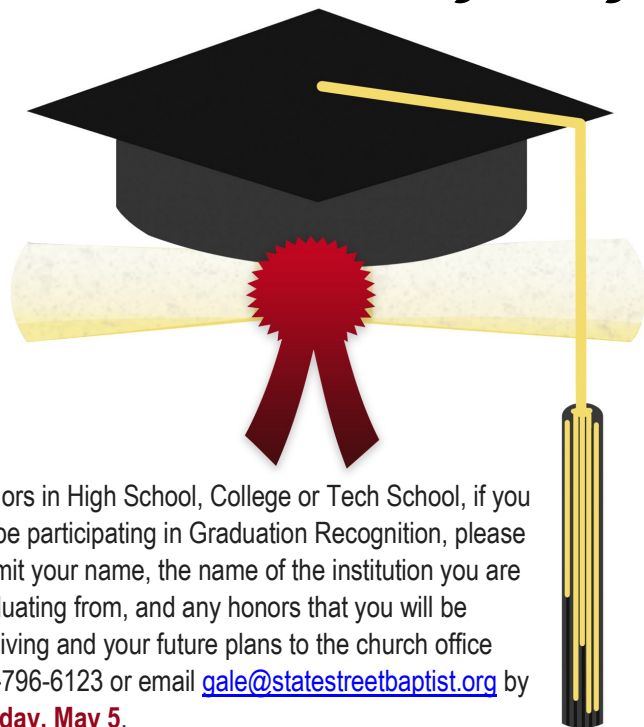 ors in High School, College or Tech School, if you
be participating in Graduation Recognition, please
mit your name, the name of the institution you are
duating from, and any honors that you will be
iving and your future plans to the church office
-796-6123 or email gale@statestreetbaptist.org by
day, May 5.